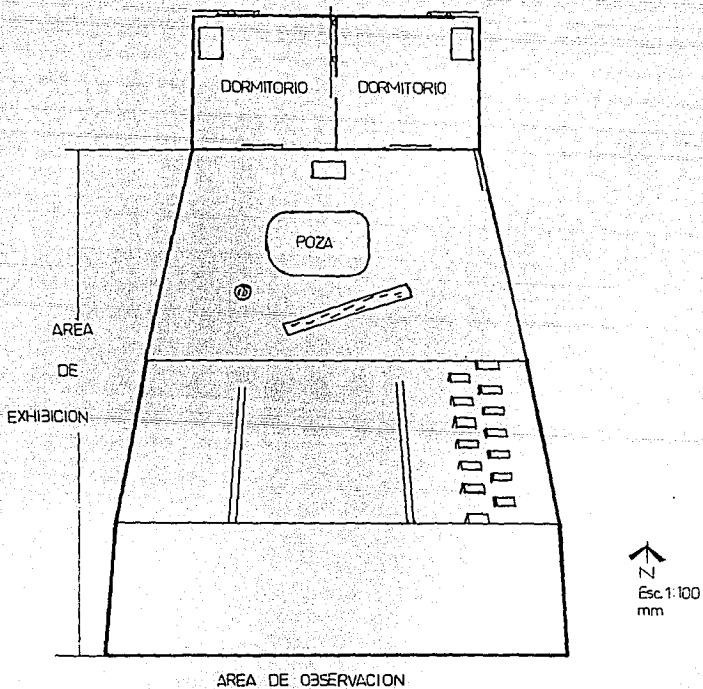 DORMITORIO DORMITORIO
POZA
AREA
DE
EXHIBICION
N
Esc. 1:100
mm
AREA DE OBSERVACION